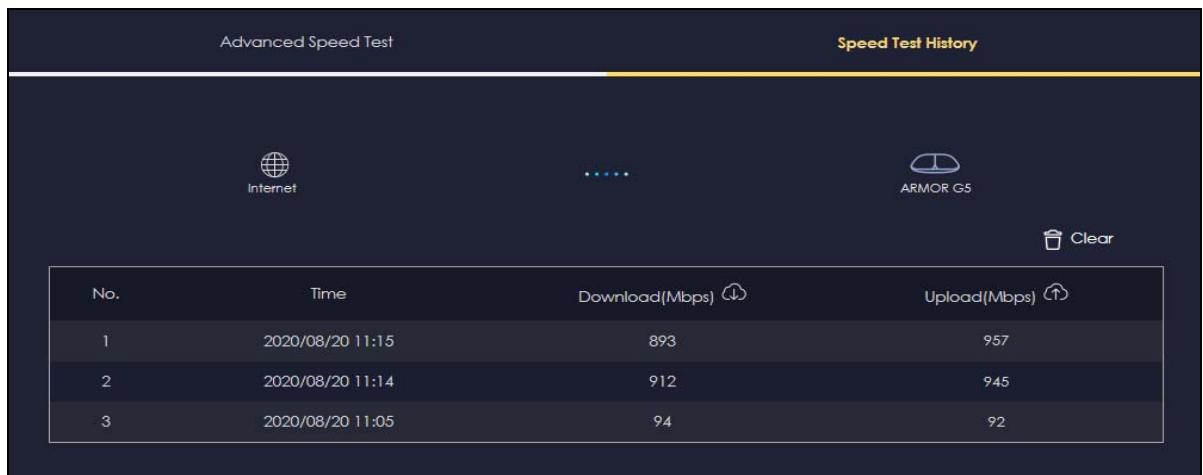 Advanced Speed Test Speed Test History
Internet ARMOR G5
Clear
No. Time Download(Mbps) Upload(Mbps)
1 2020/08/20 11:15 893 957
2 2020/08/20 11:14 912 945
3 2020/08/20 11:05 94 92